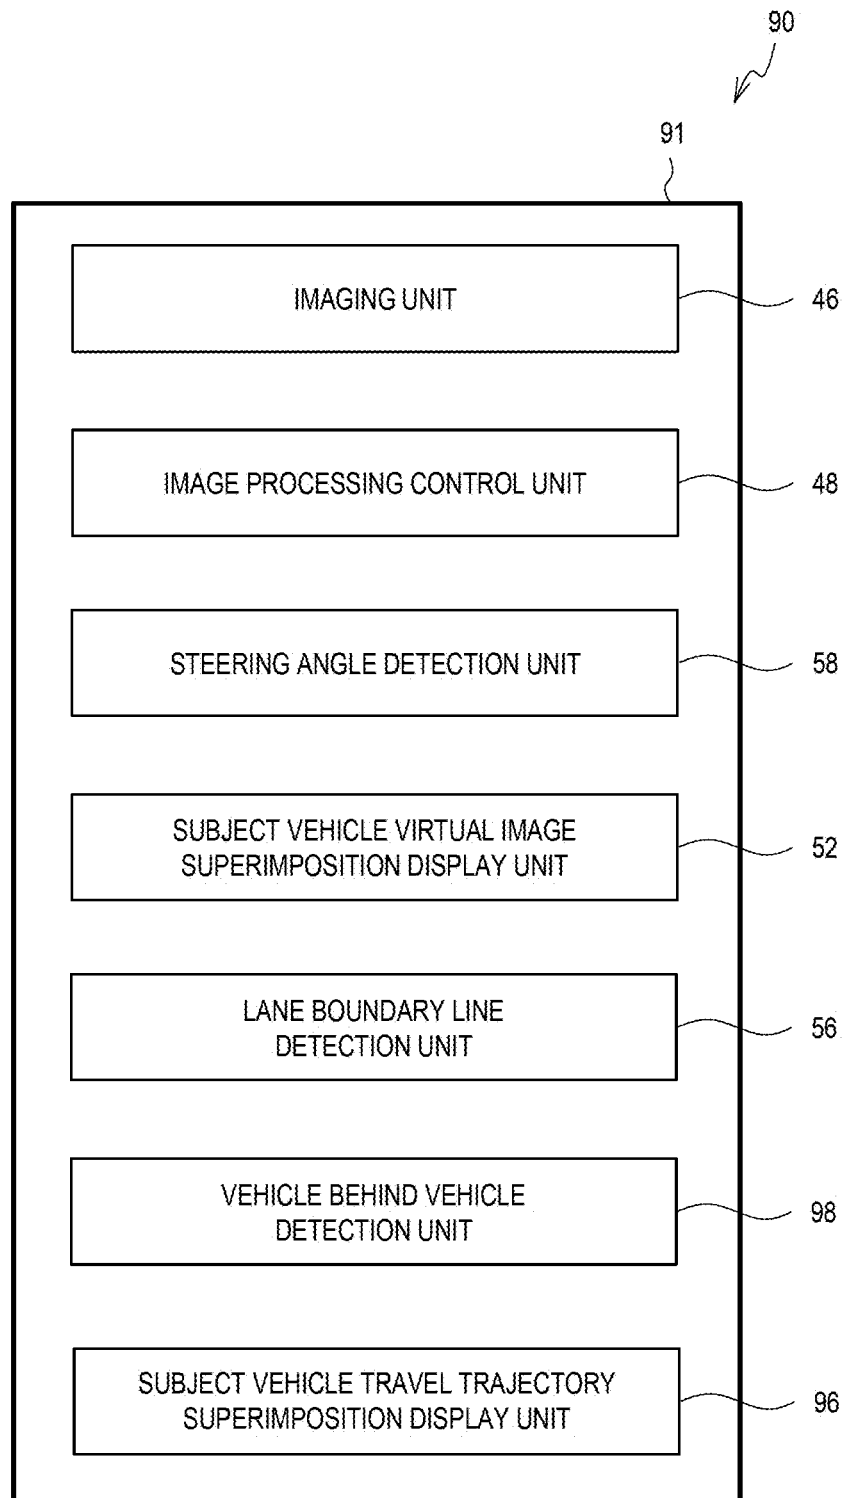 90
91
IMAGING UNIT
46
IMAGE PROCESSING CONTROL UNIT
48
STEERING ANGLE DETECTION UNIT
58
SUBJECT VEHICLE VIRTUAL IMAGE
SUPERIMPOSITION DISPLAY UNIT
52
LANE BOUNDARY LINE
DETECTION UNIT
56
VEHICLE BEHIND VEHICLE
DETECTION UNIT
98
SUBJECT VEHICLE TRAVEL TRAJECTORY
SUPERIMPOSITION DISPLAY UNIT
96